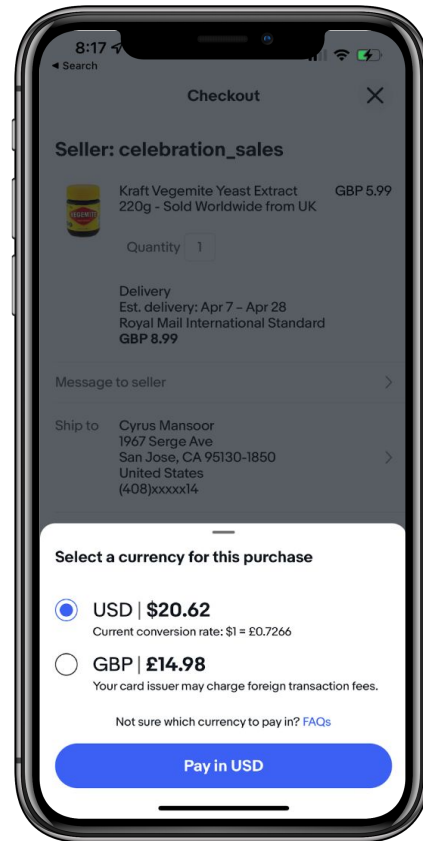 8:17
◀ Search
Checkout
Seller: celebration_sales
VEGEMITE
Kraft Vegemite Yeast Extract GBP 5.99
220g - Sold Worldwide from UK
Quantity 1
Delivery
Est. delivery: Apr 7 – Apr 28
Royal Mail International Standard
GBP 8.99
Message to seller
Ship to Cyrus Mansoor
1967 Serge Ave
San Jose, CA 95130-1850
United States
(408)xxxxx14
Select a currency for this purchase
USD | $20.62
Current conversion rate: $1 = £0.7266
GBP | £14.98
Your card issuer may charge foreign transaction fees.
Not sure which currency to pay in? FAQs
Pay in USD